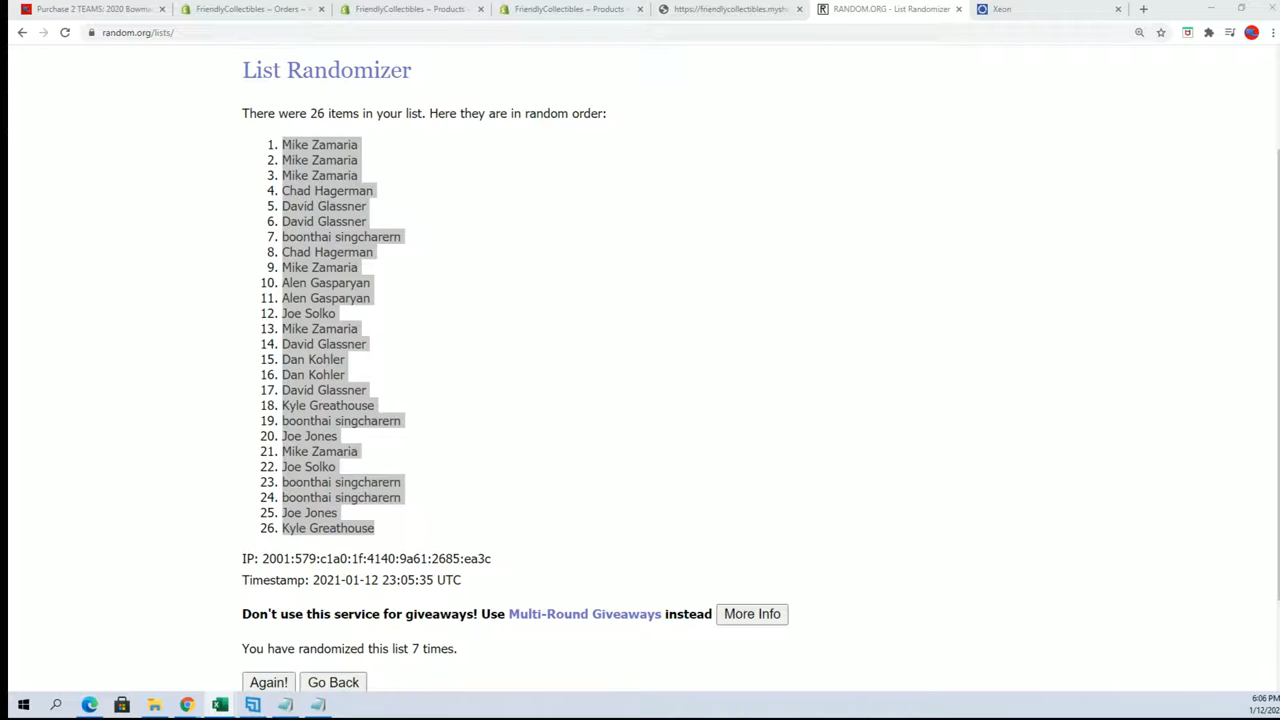 Purchase 2 TEAMS: 2020 Bowma
FriendlyCollectibles ~ Orders ~
FriendlyCollectibles ~ Products
FriendlyCollectibles ~ Products
https://friendlycollectibles.mysh
RANDOM.ORG - List Randomizer
Xeon
random.org/lists/
List Randomizer
There were 26 items in your list. Here they are in random order:
1. Mike Zamaria
2. Mike Zamaria
3. Mike Zamaria
4. Chad Hagerman
5. David Glassner
6. David Glassner
7. boonthai singcharern
8. Chad Hagerman
9. Mike Zamaria
10. Alen Gasparyan
11. Alen Gasparyan
12. Joe Solko
13. Mike Zamaria
14. David Glassner
15. Dan Kohler
16. Dan Kohler
17. David Glassner
18. Kyle Greathouse
19. boonthai singcharern
20. Joe Jones
21. Mike Zamaria
22. Joe Solko
23. boonthai singcharern
24. boonthai singcharern
25. Joe Jones
26. Kyle Greathouse
IP: 2001:579:c1a0:1f:4140:9a61:2685:ea3c
Timestamp: 2021-01-12 23:05:35 UTC
Don't use this service for giveaways! Use Multi-Round Giveaways instead More Info
You have randomized this list 7 times.
Again! Go Back
6:06 PM
1/12/202